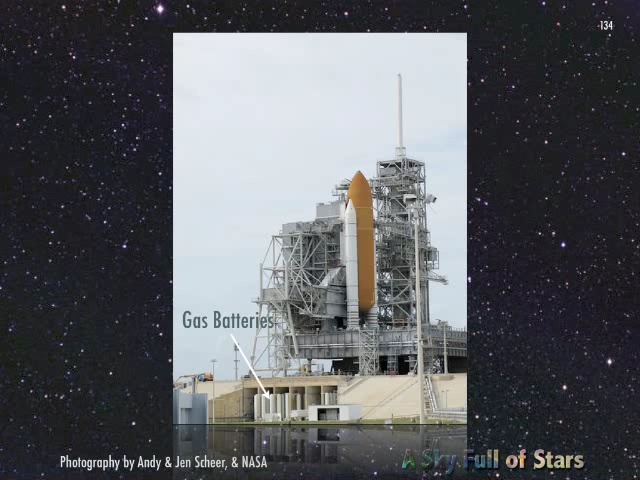 134
Gas Batteries
Photography by Andy & Jen Scheer, & NASA
A Sky Full of Stars